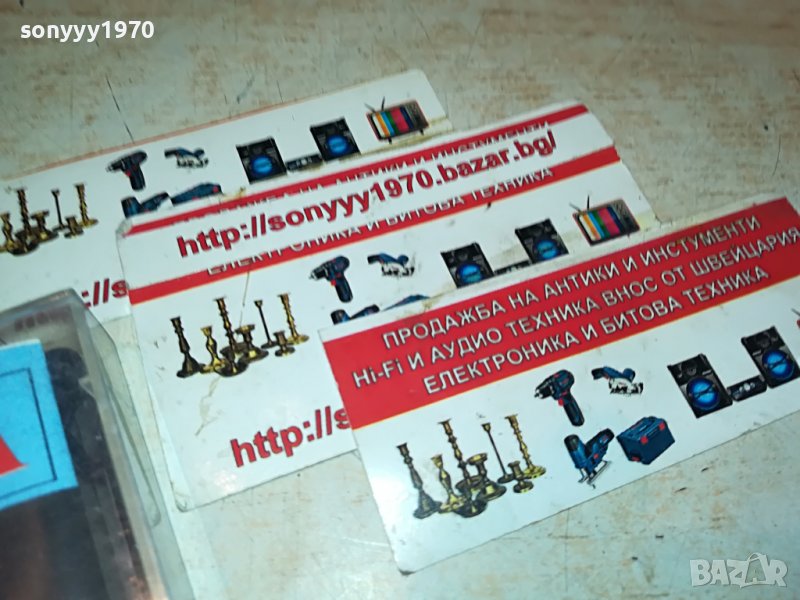 sonyyy1970
http://sonyyy1970.bazar.bg/
ЕЛЕКТРОНИКА И БИТОВА ТЕХНИКА
http://s
ПРОДАЖБА НА АНТИКИ И ИНСТУМЕНТИ
Hi-Fi И АУДИО ТЕХНИКА ВНОС ОТ ШВЕЙЦАРИЯ
ЕЛЕКТРОНИКА И БИТОВА ТЕХНИКА
BAZAR